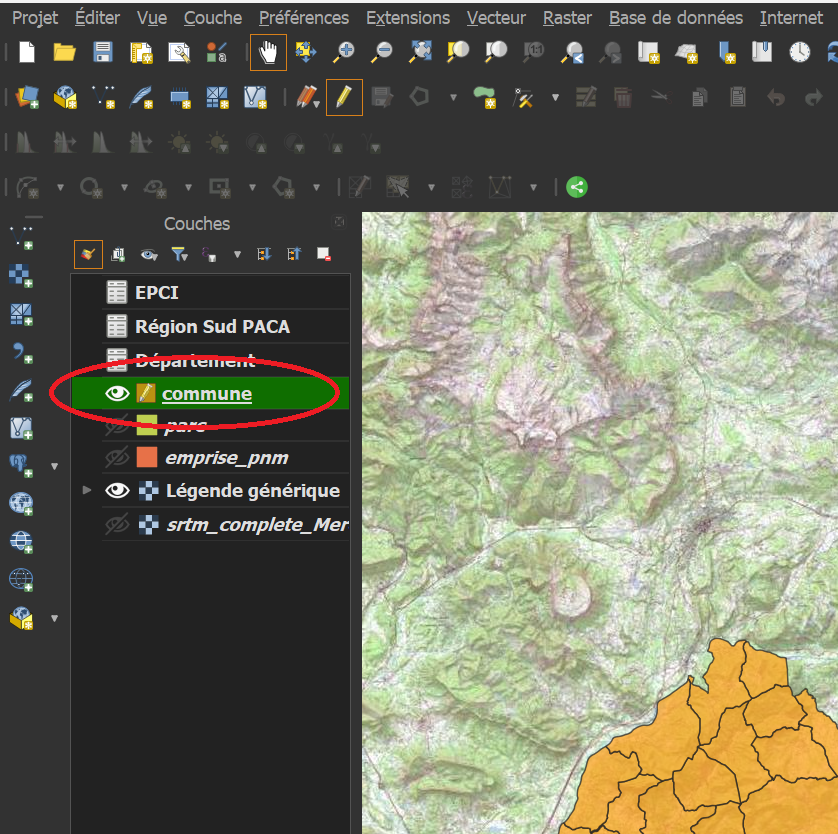 Projet Éditer Vue Couche Préférences Extensions Vecteur Raster Base de données Internet
Couches
EPCI
Région Sud PACA
Département
commune
parc
emprise_pnm
Légende générique
srtm_complete_Mer